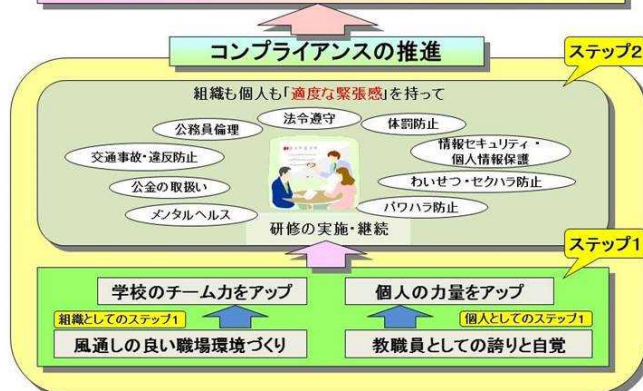 コンプライアンスの推進
ステップ2
組織も個人も「適度な緊張感」を持って
法令遵守
公務員倫理
体罰防止
交通事故・違反防止
情報セキュリティ・
個人情報保護
公金の取扱い
わいせつ・セクハラ防止
メンタルヘルス
パワハラ防止
研修の実施・継続
ステップ1
学校のチーム力をアップ
個人の力量をアップ
組織としてのステップ1
個人としてのステップ1
風通しの良い職場環境づくり
教職員としての誇りと自覚